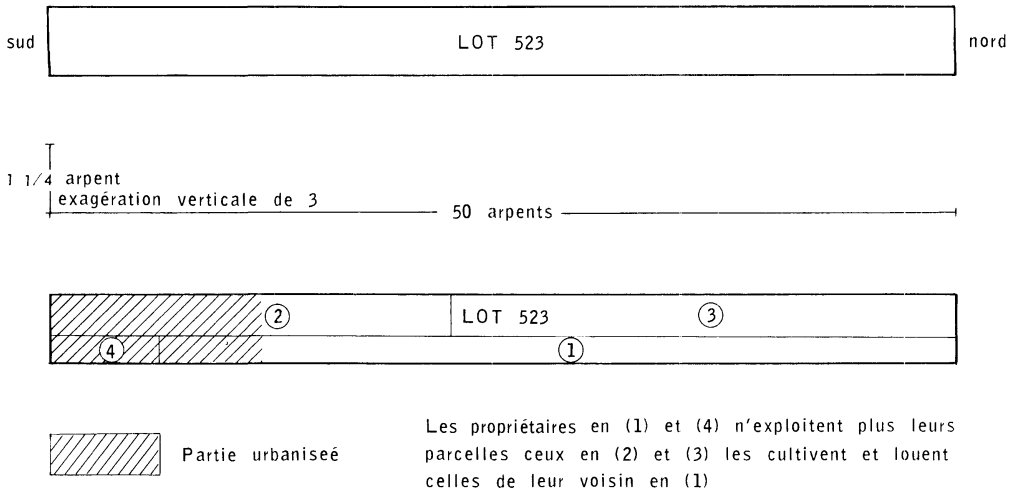 sud
LOT 523
nord
1 1/4 arpent
exagération verticale de 3
50 arpents
2
LOT 523
3
4
1
Partie urbaniseé
Les propriétaires en (1) et (4) n'exploitent plus leurs
parcelles ceux en (2) et (3) les cultivent et louent
celles de leur voisin en (1)